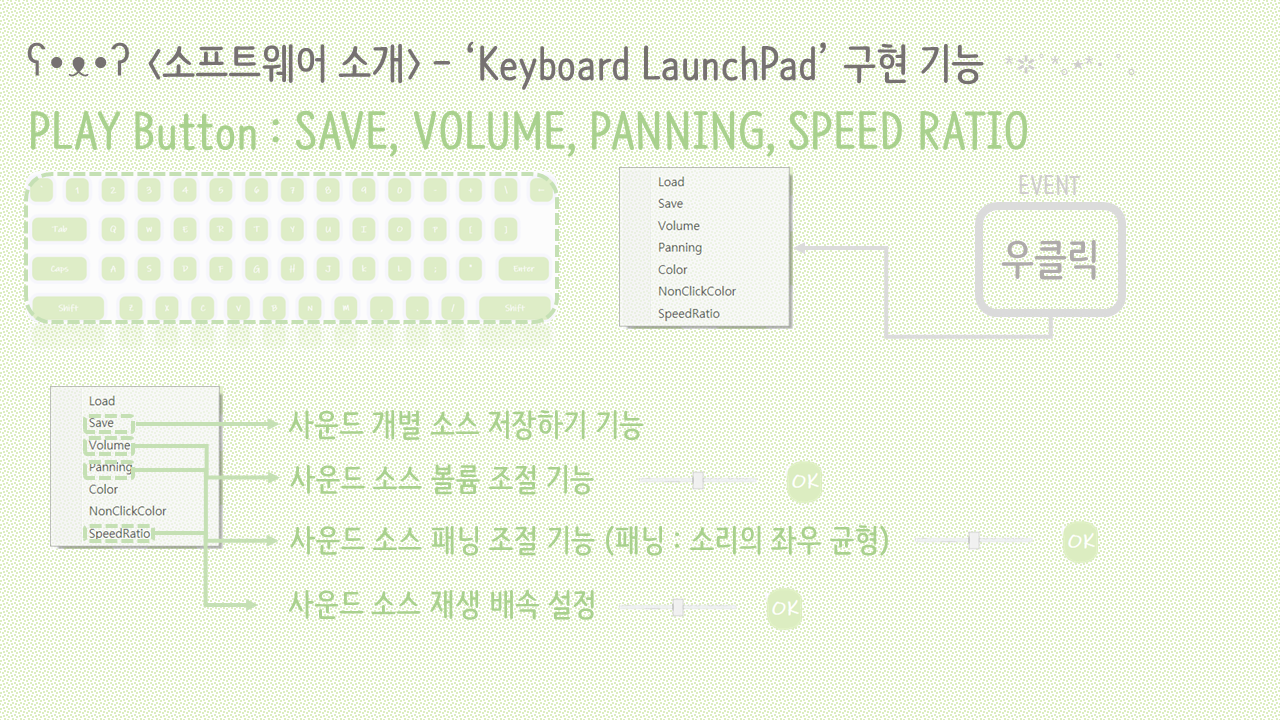 ʕ•ᴥ•ʔ <소프트웨어 소개> - ‘Keyboard LaunchPad’ 구현 기능
PLAY Button : SAVE, VOLUME, PANNING, SPEED RATIO
1 2 3 4 5 6 7 8 9 0 - + \ ←
Tab Q W E R T Y U I O P [ ]
Caps A S D F G H J L ; " Enter
Shift Z X C V B N M , . / Shift
Load
Save
Volume
Panning
Color
NonClickColor
SpeedRatio
EVENT
우클릭
Load
Save
Volume
Panning
Color
NonClickColor
SpeedRatio
사운드 개별 소스 저장하기 기능
사운드 소스 볼륨 조절 기능 OK
사운드 소스 패닝 조절 기능 (패닝 : 소리의 좌우 균형) OK
사운드 소스 재생 배속 설정 OK